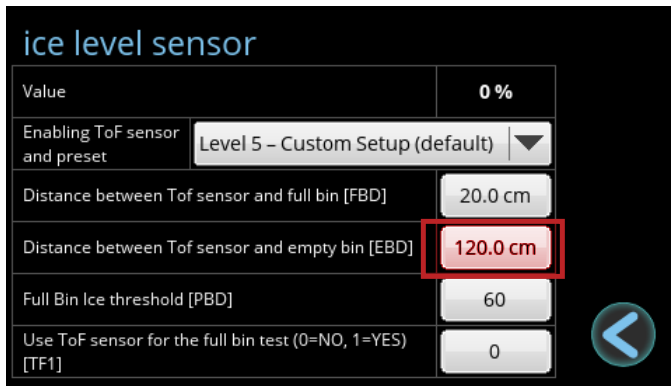 ice level sensor
Value
0 %
Enabling ToF sensor
and preset
Level 5 – Custom Setup (default)
Distance between Tof sensor and full bin [FBD]
20.0 cm
Distance between Tof sensor and empty bin [EBD]
120.0 cm
Full Bin Ice threshold [PBD]
60
Use ToF sensor for the full bin test (0=NO, 1=YES)
[TF1]
0